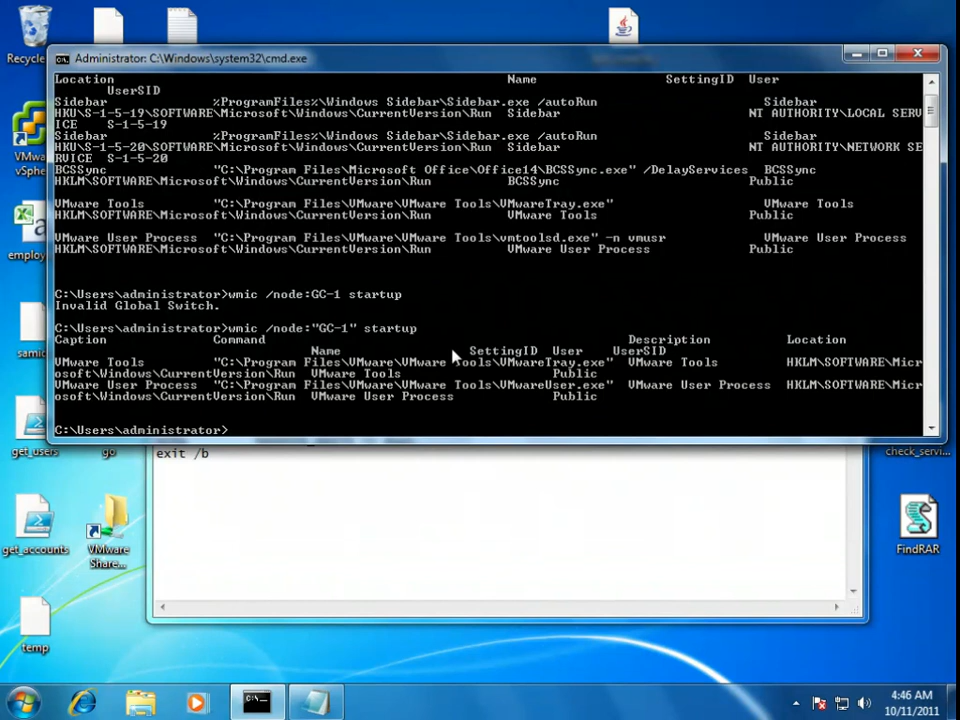 Recycle
Administrator: C:\Windows\system32\cmd.exe
Location Name SettingID User
UserSID
Sidebar %ProgramFiles%\Windows Sidebar\Sidebar.exe /autoRun Sidebar
HKU\S-1-5-19\SOFTWARE\Microsoft\Windows\CurrentVersion\Run Sidebar NT AUTHORITY\LOCAL SERV
ICE S-1-5-19
Sidebar %ProgramFiles%\Windows Sidebar\Sidebar.exe /autoRun Sidebar
HKU\S-1-5-20\SOFTWARE\Microsoft\Windows\CurrentVersion\Run Sidebar NT AUTHORITY\NETWORK SE
RVICE S-1-5-20
BCSSync "C:\Program Files\Microsoft Office\Office14\BCSSync.exe" /DelayServices BCSSync
HKLM\SOFTWARE\Microsoft\Windows\CurrentVersion\Run BCSSync Public
VMware Tools "C:\Program Files\VMware\VMware Tools\VMwareTray.exe" VMware Tools
HKLM\SOFTWARE\Microsoft\Windows\CurrentVersion\Run VMware Tools Public
VMware User Process "C:\Program Files\VMware\VMware Tools\vmtoolsd.exe" -n vmusr VMware User Process
HKLM\SOFTWARE\Microsoft\Windows\CurrentVersion\Run VMware User Process Public
C:\Users\administrator>wmic /node:GC-1 startup
Invalid Global Switch.
C:\Users\administrator>wmic /node:"GC-1" startup
Caption Command Description Location
Name SettingID User UserSID
VMware Tools "C:\Program Files\VMware\VMware Tools\VMwareTray.exe" VMware Tools HKLM\SOFTWARE\Micr
osoft\Windows\CurrentVersion\Run VMware Tools Public
VMware User Process "C:\Program Files\VMware\VMware Tools\VMwareUser.exe" VMware User Process HKLM\SOFTWARE\Micr
osoft\Windows\CurrentVersion\Run VMware User Process Public
C:\Users\administrator>
exit /b
VMw
vSphe
employ
samic
get_users
go
check_servi...
get_accounts
VMware
Share...
FindRAR
temp
4:46 AM
10/11/2011